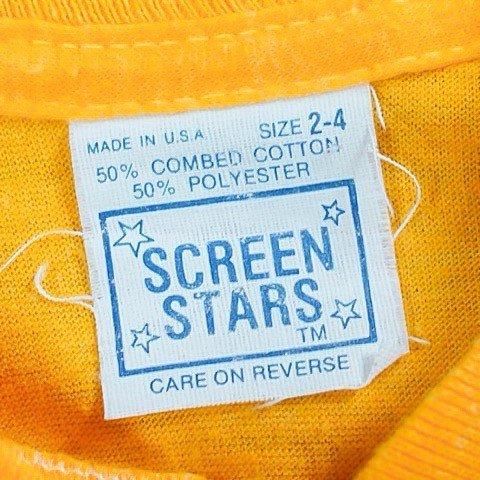 MADE IN U.S.A SIZE 2-4
50% COMBED COTTON
50% POLYESTER
SCREEN
STARS
TM
CARE ON REVERSE